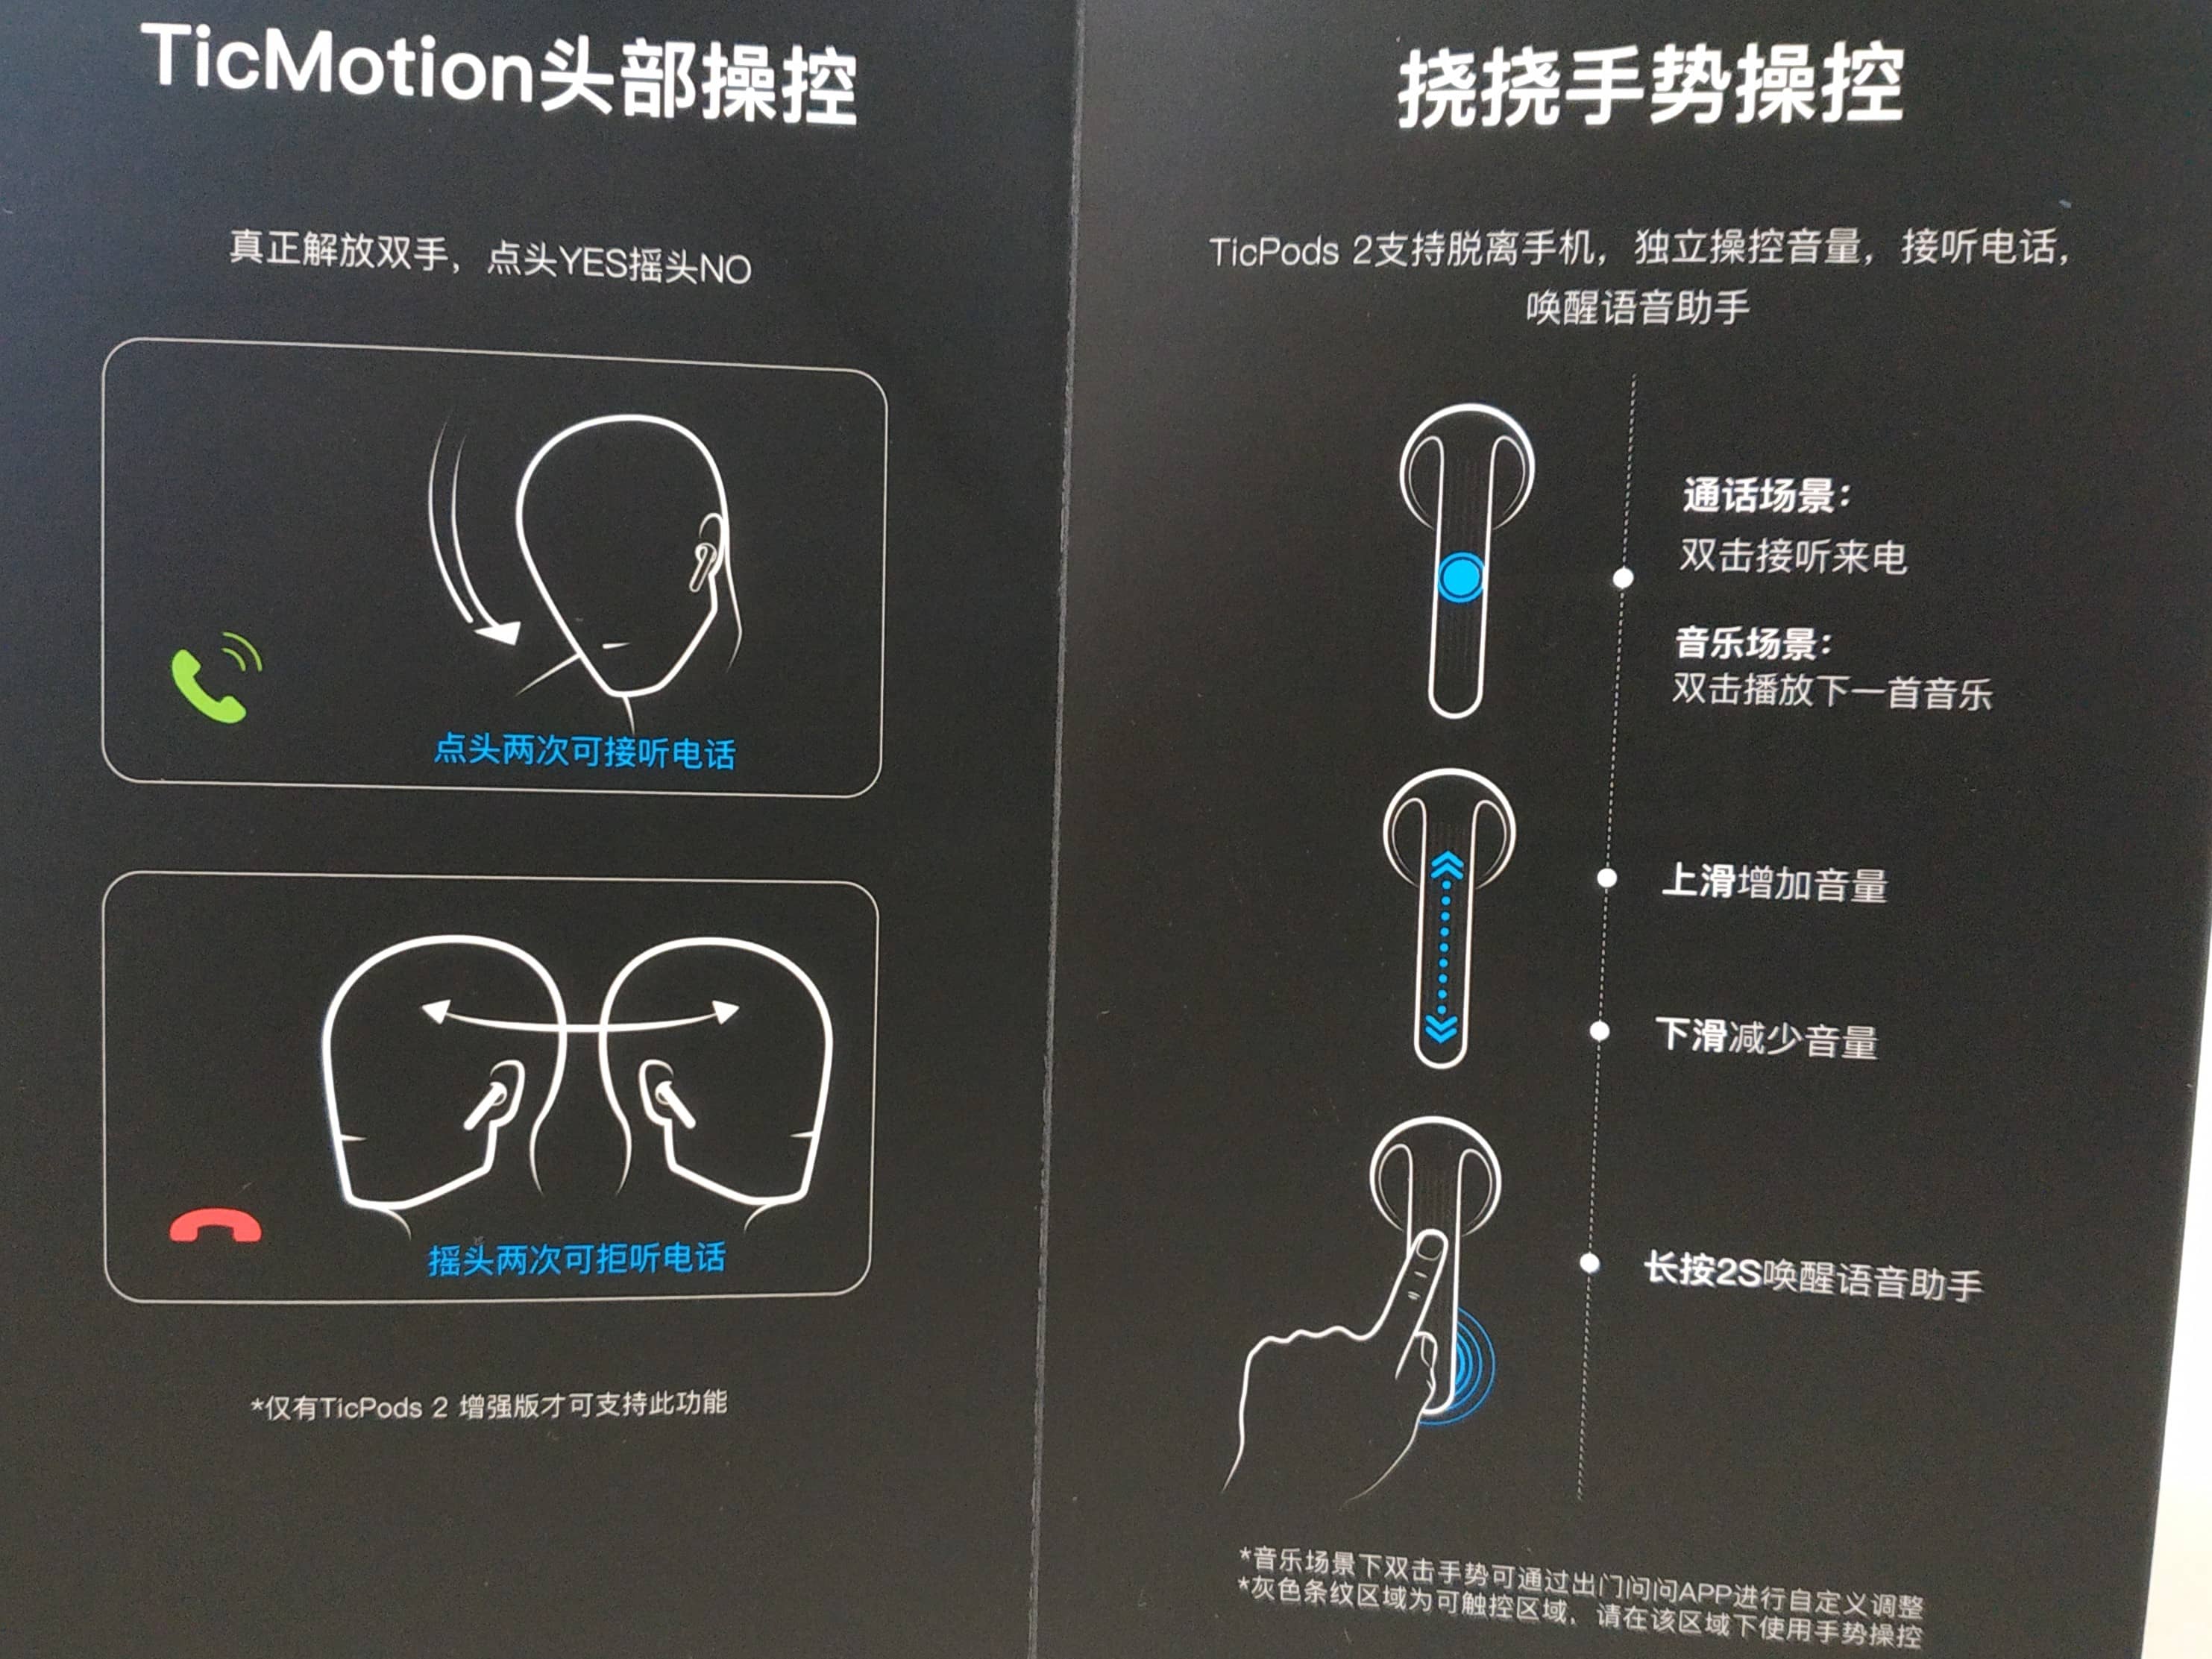 TicMotion头部操控
真正解放双手，点头YES摇头NO
点头两次可接听电话
摇头两次可拒听电话
*仅有TicPods 2 增强版才可支持此功能
挠挠手势操控
TicPods 2支持脱离手机，独立操控音量，接听电话，
唤醒语音助手
通话场景：
双击接听来电
音乐场景：
双击播放下一首音乐
上滑增加音量
下滑减少音量
长按2S唤醒语音助手
*音乐场景下双击手势可通过出门问问APP进行自定义调整
*灰色条纹区域为可触控区域，请在该区域下使用手势操控